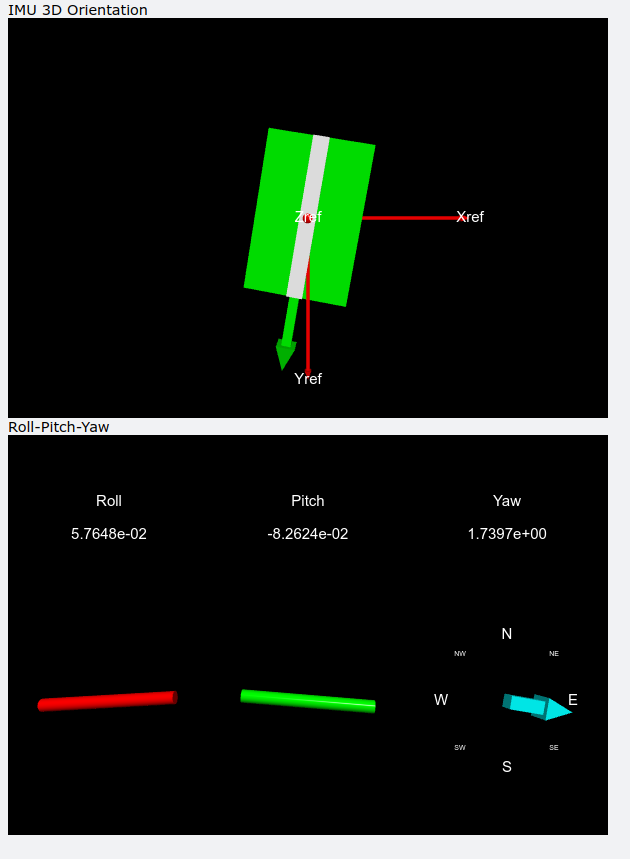 IMU 3D Orientation
Zref
Xref
Yref
Roll-Pitch-Yaw
Roll Pitch Yaw
5.7648e-02 -8.2624e-02 1.7397e+00
N
NW NE
W E
SW SE
S